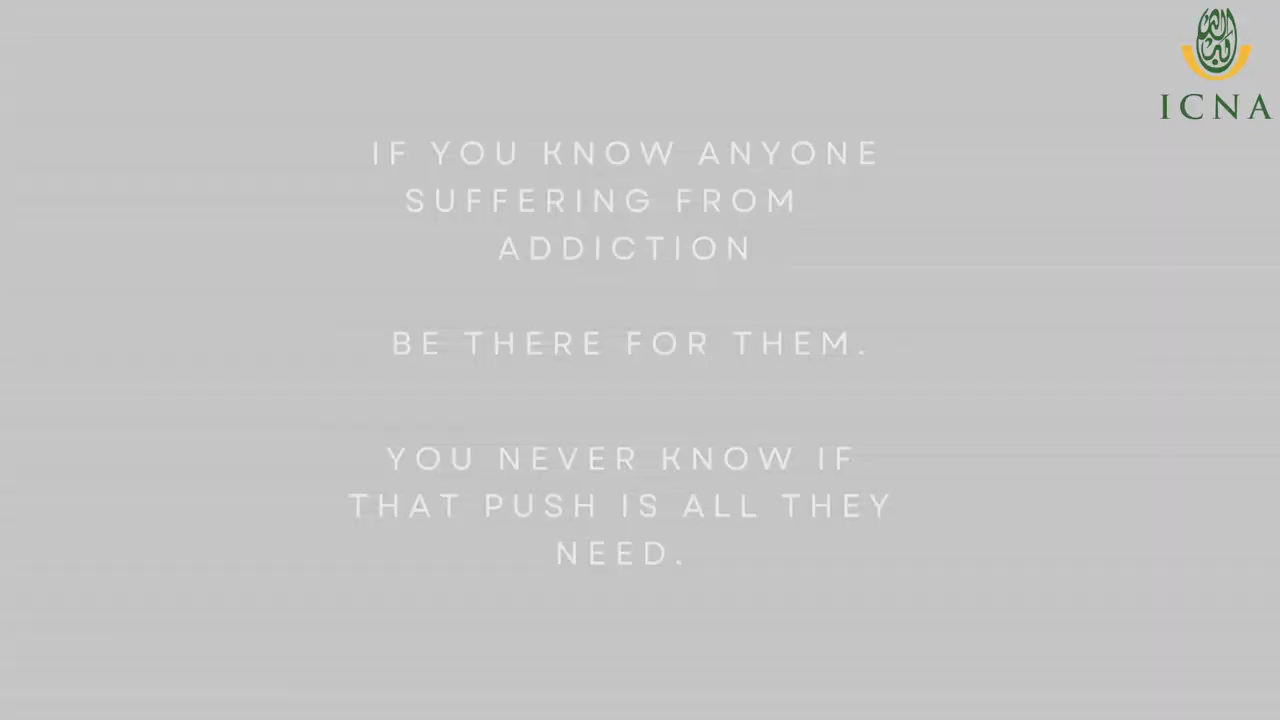 ICNA
IF YOU KNOW ANYONE
SUFFERING FROM
ADDICTION
BE THERE FOR THEM.
YOU NEVER KNOW IF
THAT PUSH IS ALL THEY
NEED.